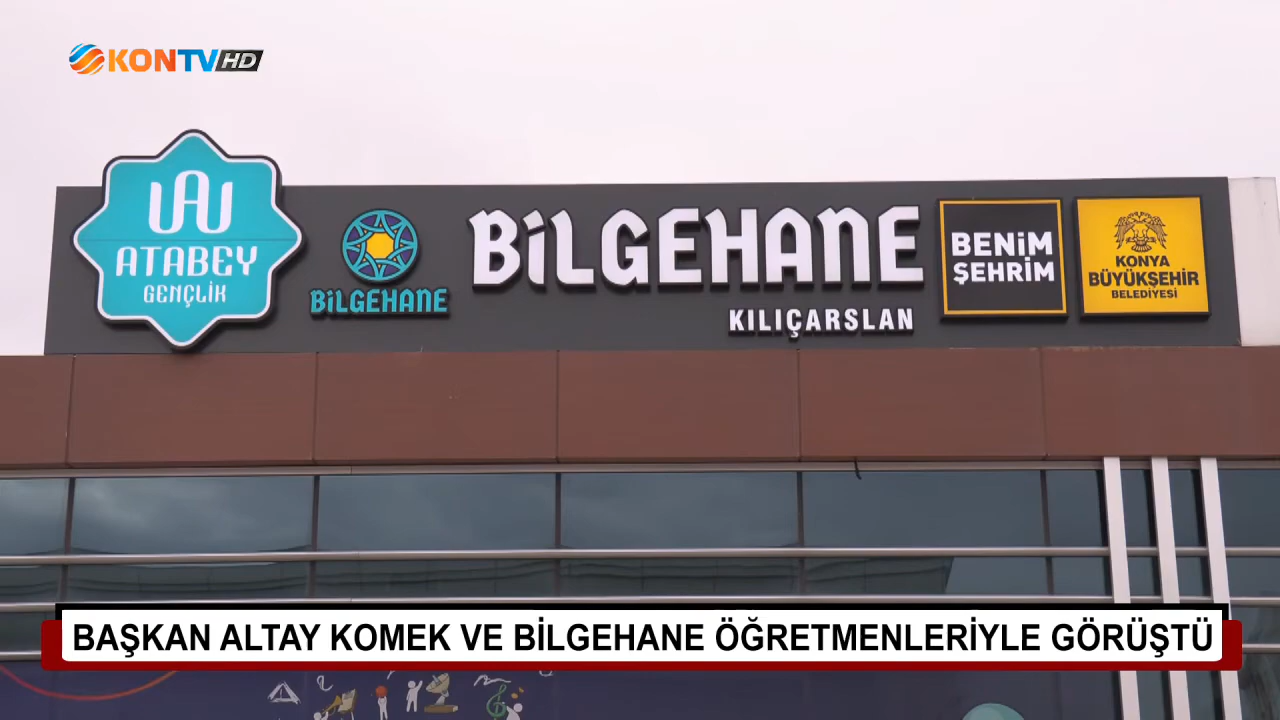 KONTV HD
ATABEY
GENÇLİK
BİLGEHANE
BİLGEHANE
KILIÇARSLAN
BENİM
ŞEHRİM
KONYA
BÜYÜKŞEHİR
BELEDİYESİ
BAŞKAN ALTAY KOMEK VE BİLGEHANE ÖĞRETMENLERİYLE GÖRÜŞTÜ